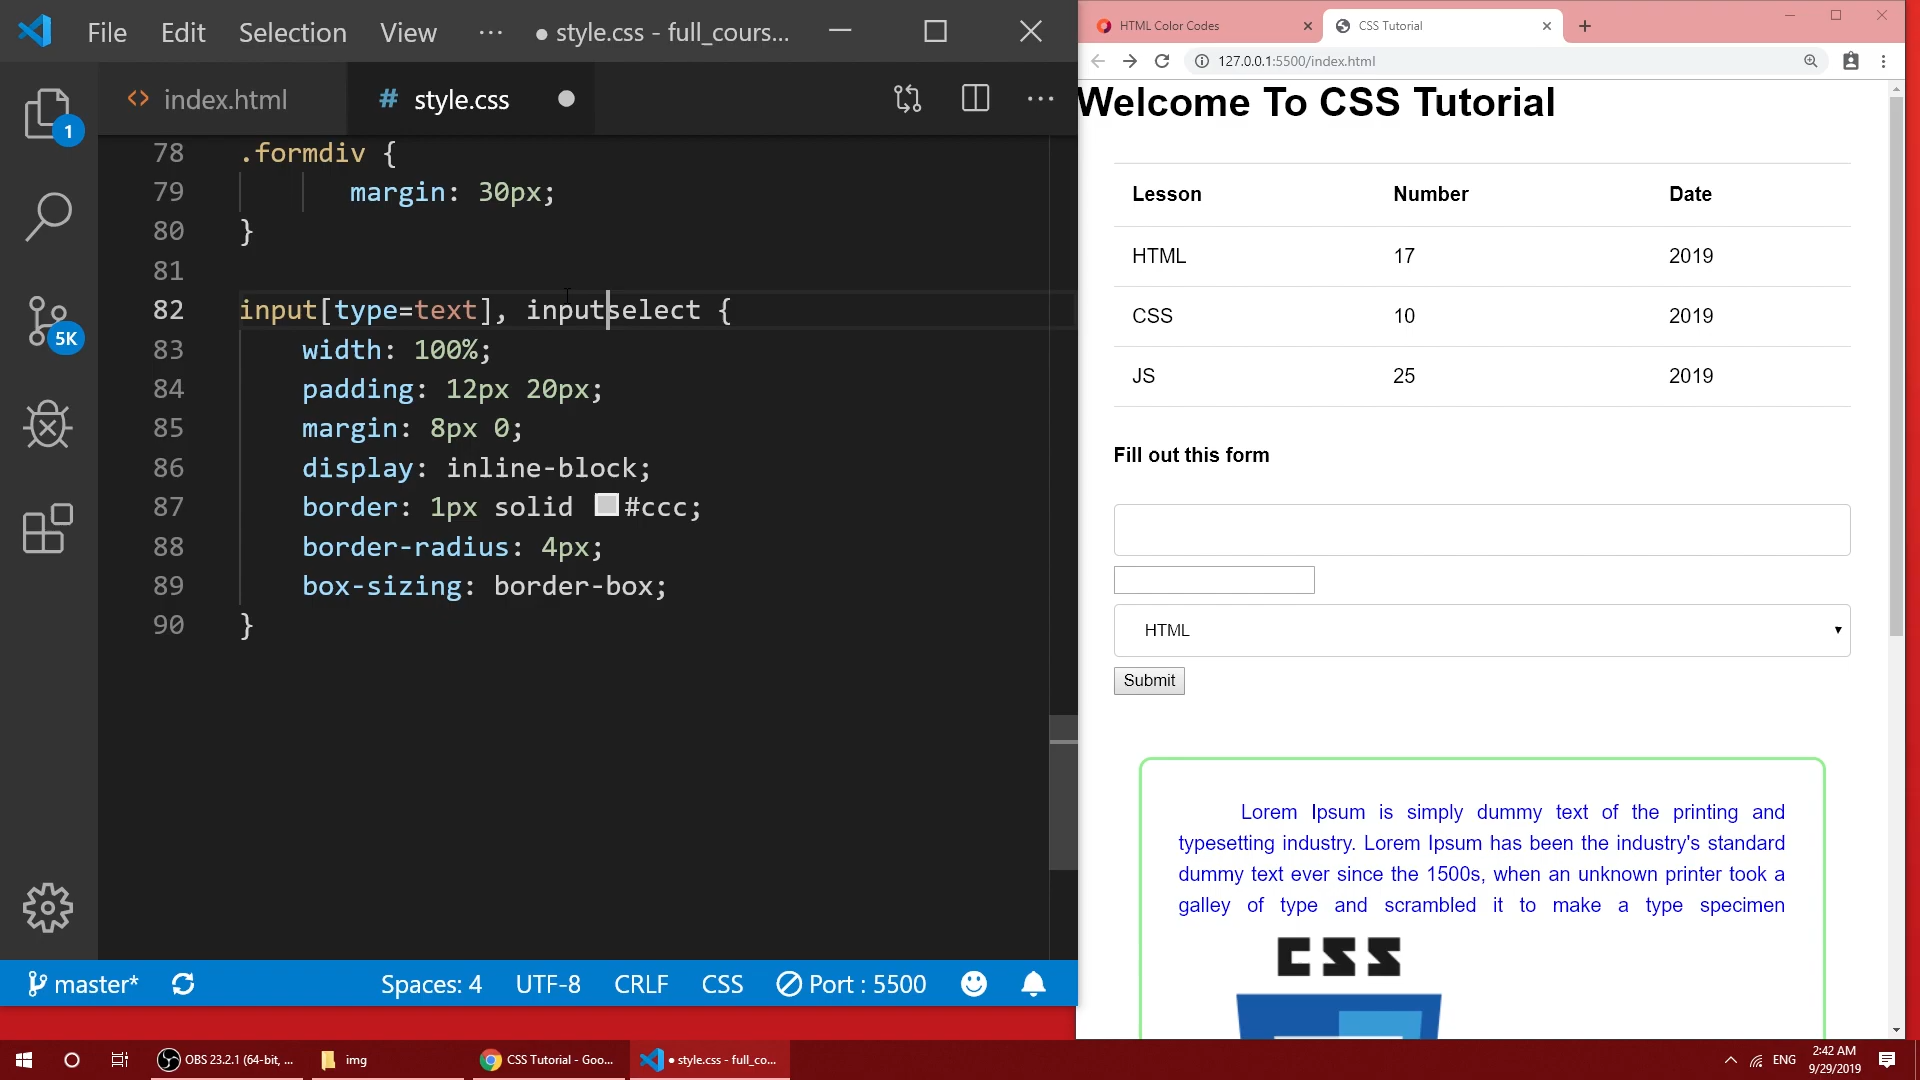 File Edit Selection View ··· ● style.css - full_cours...
index.html # style.css
1
5K
78 .formdiv {
79 margin: 30px;
80 }
81
82 input[type=text], inputselect {
83 width: 100%;
84 padding: 12px 20px;
85 margin: 8px 0;
86 display: inline-block;
87 border: 1px solid #ccc;
88 border-radius: 4px;
89 box-sizing: border-box;
90 }
master* Spaces: 4 UTF-8 CRLF CSS Port : 5500
HTML Color Codes CSS Tutorial
127.0.0.1:5500/index.html
Welcome To CSS Tutorial
Lesson Number Date
HTML 17 2019
CSS 10 2019
JS 25 2019
Fill out this form
HTML
Submit
Lorem Ipsum is simply dummy text of the printing and
typesetting industry. Lorem Ipsum has been the industry's standard
dummy text ever since the 1500s, when an unknown printer took a
galley of type and scrambled it to make a type specimen
CSS
OBS 23.2.1 (64-bit, ... img CSS Tutorial - Goo... ● style.css - full_co... ENG 2:42 AM
9/29/2019